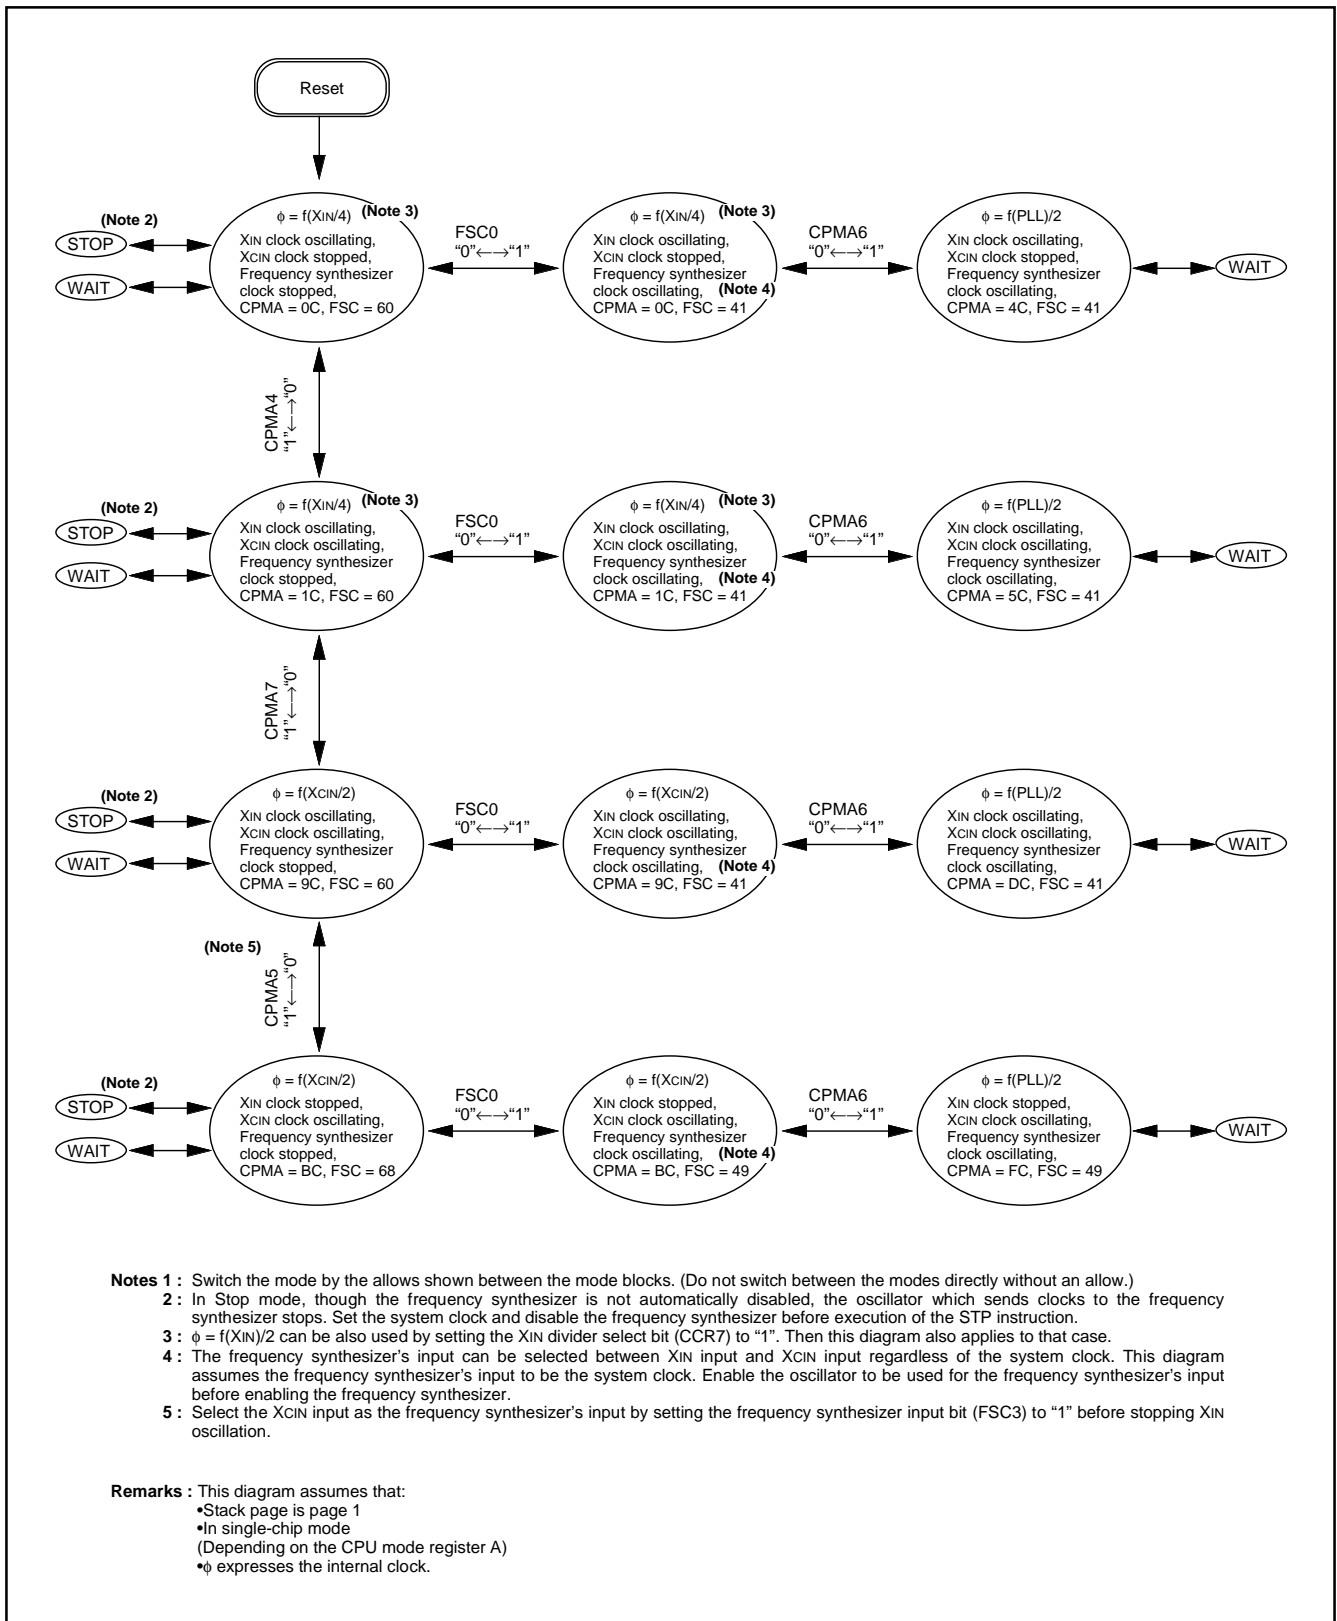 Reset
(Note 2)
STOP
WAIT
ϕ = f(XIN/4) (Note 3)
XIN clock oscillating,
XCIN clock stopped,
Frequency synthesizer
clock stopped,
CPMA = 0C, FSC = 60
FSC0
“0”←→“1”
ϕ = f(XIN/4) (Note 3)
XIN clock oscillating,
XCIN clock stopped,
Frequency synthesizer
clock oscillating, (Note 4)
CPMA = 0C, FSC = 41
CPMA6
“0”←→“1”
ϕ = f(PLL)/2
XIN clock oscillating,
XCIN clock stopped,
Frequency synthesizer
clock oscillating,
CPMA = 4C, FSC = 41
WAIT
CPMA4
“1”←→“0”
(Note 2)
STOP
WAIT
ϕ = f(XIN/4) (Note 3)
XIN clock oscillating,
XCIN clock oscillating,
Frequency synthesizer
clock stopped,
CPMA = 1C, FSC = 60
FSC0
“0”←→“1”
ϕ = f(XIN/4) (Note 3)
XIN clock oscillating,
XCIN clock oscillating,
Frequency synthesizer
clock oscillating, (Note 4)
CPMA = 1C, FSC = 41
CPMA6
“0”←→“1”
ϕ = f(PLL)/2
XIN clock oscillating,
XCIN clock oscillating,
Frequency synthesizer
clock oscillating,
CPMA = 5C, FSC = 41
WAIT
CPMA7
“1”←→“0”
(Note 2)
STOP
WAIT
ϕ = f(XCIN/2)
XIN clock oscillating,
XCIN clock oscillating,
Frequency synthesizer
clock stopped,
CPMA = 9C, FSC = 60
FSC0
“0”←→“1”
ϕ = f(XCIN/2)
XIN clock oscillating,
XCIN clock oscillating,
Frequency synthesizer
clock oscillating, (Note 4)
CPMA = 9C, FSC = 41
CPMA6
“0”←→“1”
ϕ = f(PLL)/2
XIN clock oscillating,
XCIN clock oscillating,
Frequency synthesizer
clock oscillating,
CPMA = DC, FSC = 41
WAIT
(Note 5)
CPMA5
“1”←→“0”
(Note 2)
STOP
WAIT
ϕ = f(XCIN/2)
XIN clock stopped,
XCIN clock oscillating,
Frequency synthesizer
clock stopped,
CPMA = BC, FSC = 68
FSC0
“0”←→“1”
ϕ = f(XCIN/2)
XIN clock stopped,
XCIN clock oscillating,
Frequency synthesizer
clock oscillating, (Note 4)
CPMA = BC, FSC = 49
CPMA6
“0”←→“1”
ϕ = f(PLL)/2
XIN clock stopped,
XCIN clock oscillating,
Frequency synthesizer
clock oscillating,
CPMA = FC, FSC = 49
WAIT
Notes 1 : Switch the mode by the allows shown between the mode blocks. (Do not switch between the modes directly without an allow.)
2 : In Stop mode, though the frequency synthesizer is not automatically disabled, the oscillator which sends clocks to the frequency
synthesizer stops. Set the system clock and disable the frequency synthesizer before execution of the STP instruction.
3 : ϕ = f(XIN)/2 can be also used by setting the XIN divider select bit (CCR7) to “1”. Then this diagram also applies to that case.
4 : The frequency synthesizer’s input can be selected between XIN input and XCIN input regardless of the system clock. This diagram
assumes the frequency synthesizer’s input to be the system clock. Enable the oscillator to be used for the frequency synthesizer’s input
before enabling the frequency synthesizer.
5 : Select the XCIN input as the frequency synthesizer’s input by setting the frequency synthesizer input bit (FSC3) to “1” before stopping XIN
oscillation.
Remarks : This diagram assumes that:
•Stack page is page 1
•In single-chip mode
(Depending on the CPU mode register A)
•ϕ expresses the internal clock.